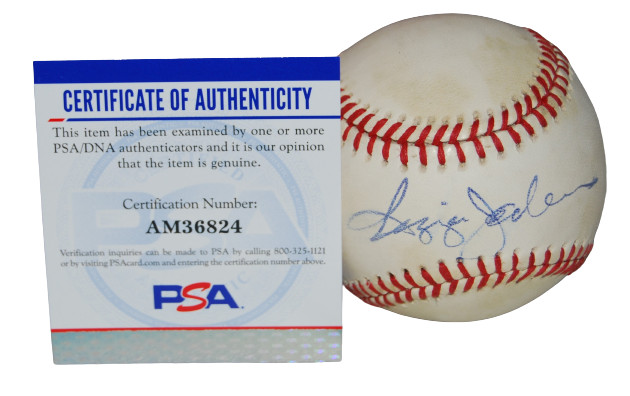 CERTIFICATE OF AUTHENTICITY
This item has been examined by one or more
PSA/DNA authenticators and it is our opinion
that the item is genuine.
Certification Number:
AM36824
Verification inquiries can be made to PSA by calling 800-325-1121
or by visiting PSAcard.com and entering the certification number above.
PSA
Reggie Jackson